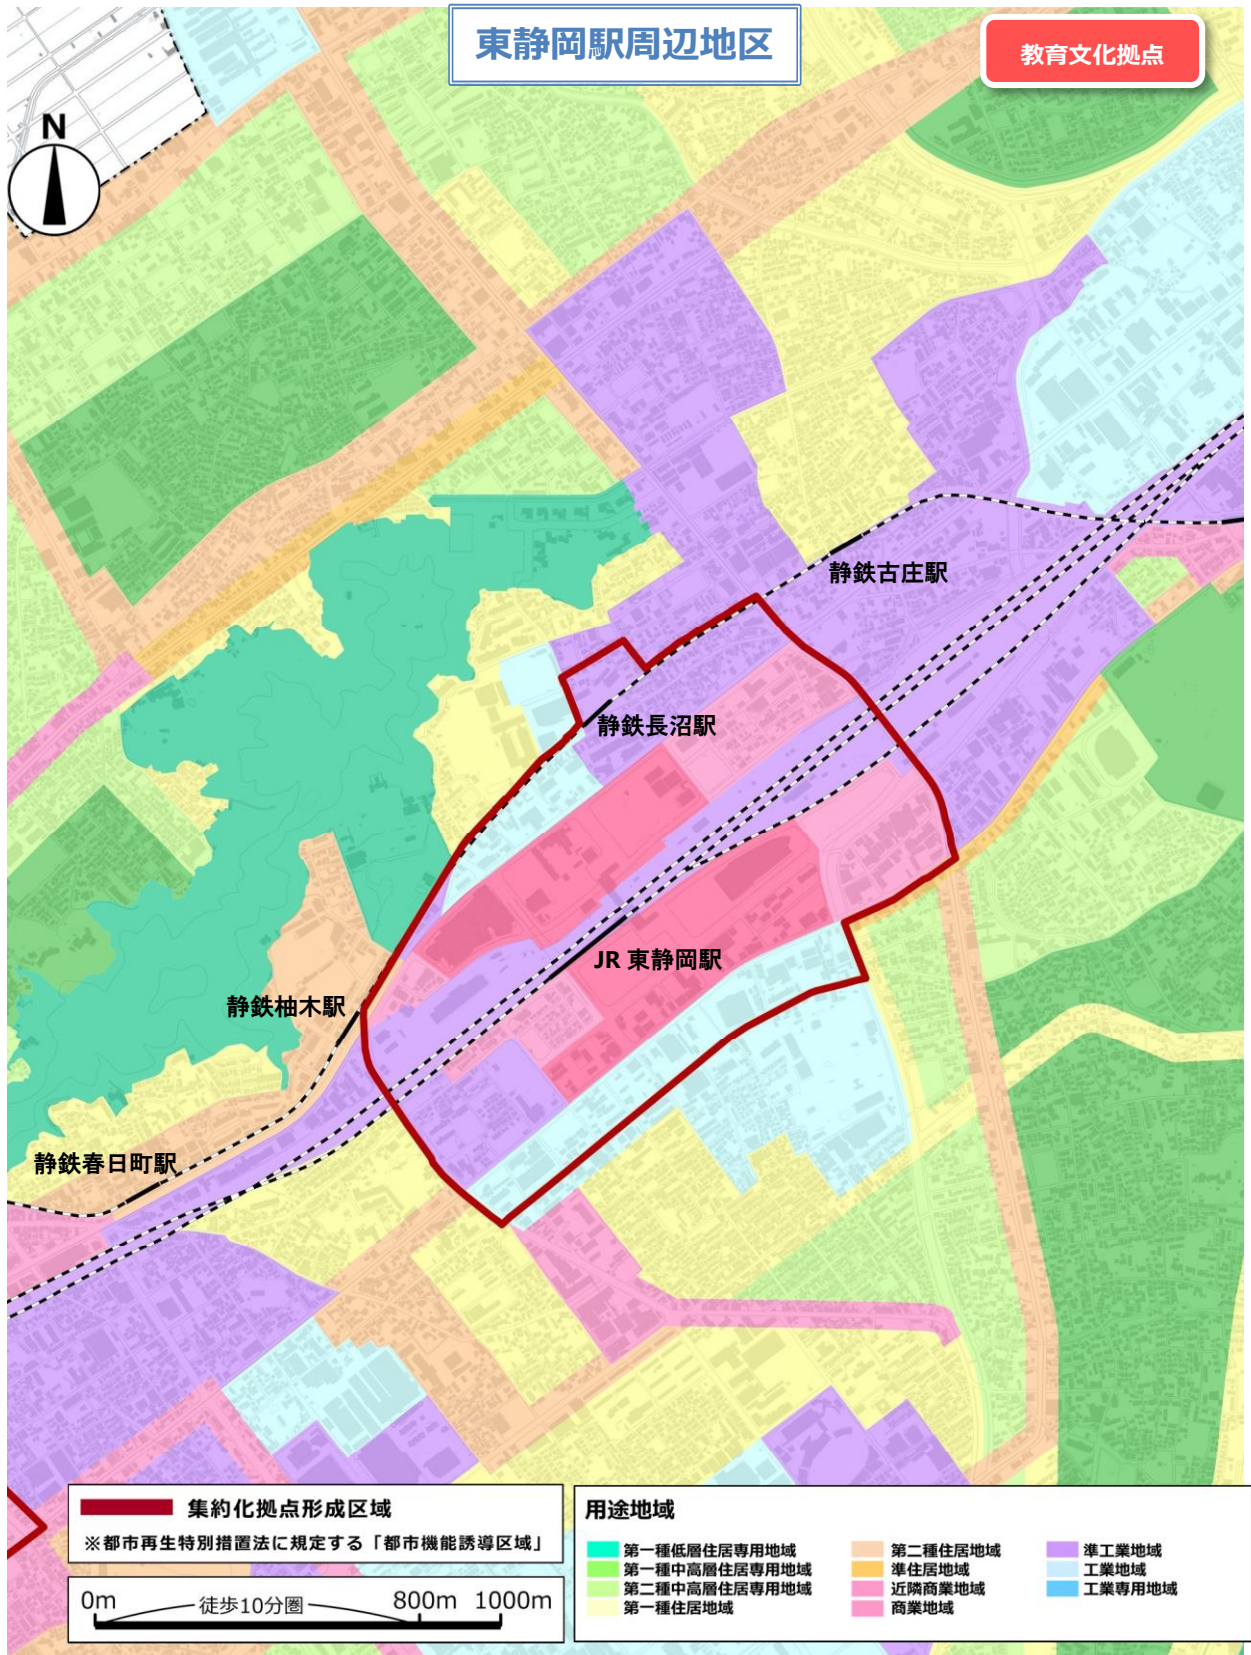 東静岡駅周辺地区
教育文化拠点
N
静鉄古庄駅
静鉄長沼駅
JR 東静岡駅
静鉄柚木駅
静鉄春日町駅
集約化拠点形成区域
※都市再生特別措置法に規定する「都市機能誘導区域」
0m 徒歩10分圏 800m 1000m
用途地域
第一種低層住居専用地域
第一種中高層住居専用地域
第二種中高層住居専用地域
第一種住居地域
第二種住居地域
準住居地域
近隣商業地域
商業地域
準工業地域
工業地域
工業専用地域